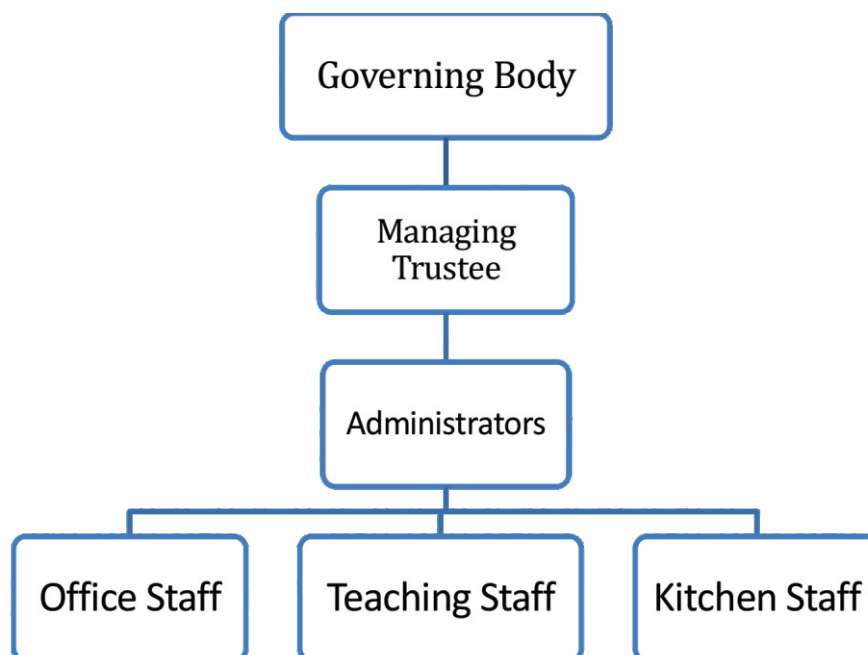 Governing Body
Managing
Trustee
Administrators
Office Staff
Teaching Staff
Kitchen Staff